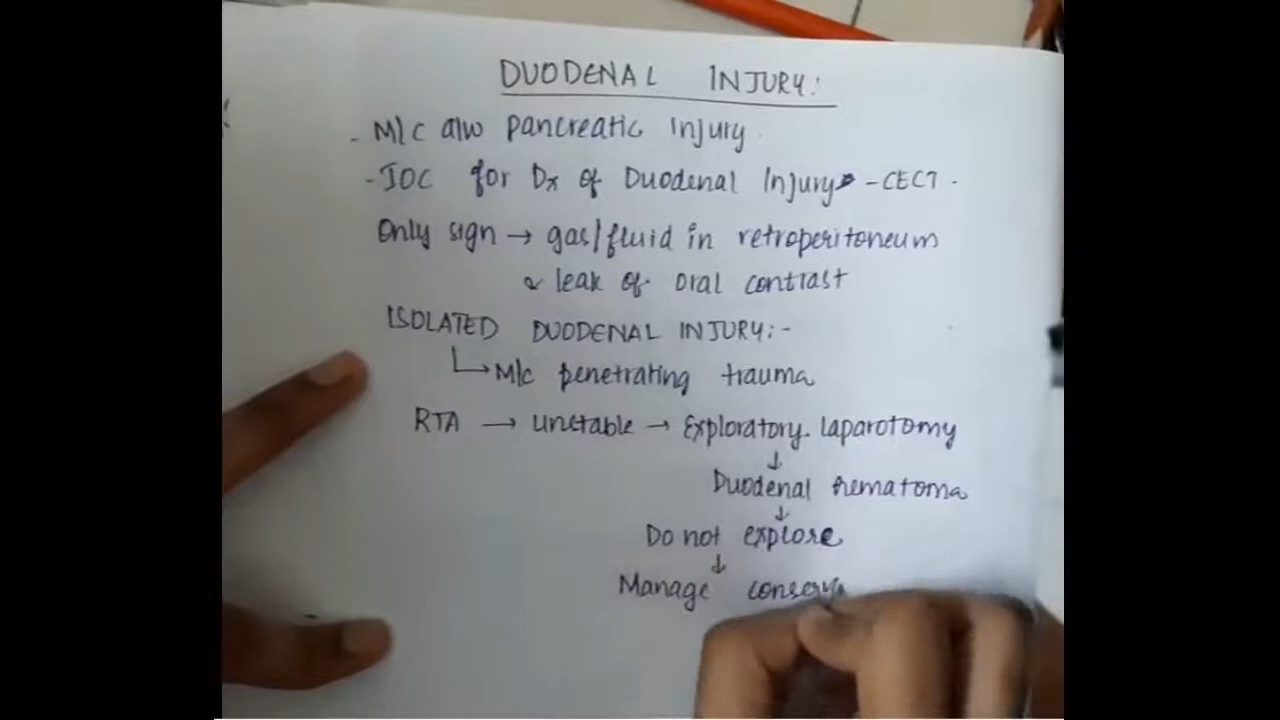 DUODENAL INJURY:
- M/C a/w Pancreatic Injury.
- IOC for Dx of Duodenal Injury - CECT.
Only sign → gas/fluid in retroperitoneum
& leak of oral contrast
ISOLATED DUODENAL INJURY:-
↳ M/c penetrating trauma
RTA → Unstable → Exploratory laparotomy
↓
Duodenal hematoma
↓
Do not explore
↓
Manage conserv